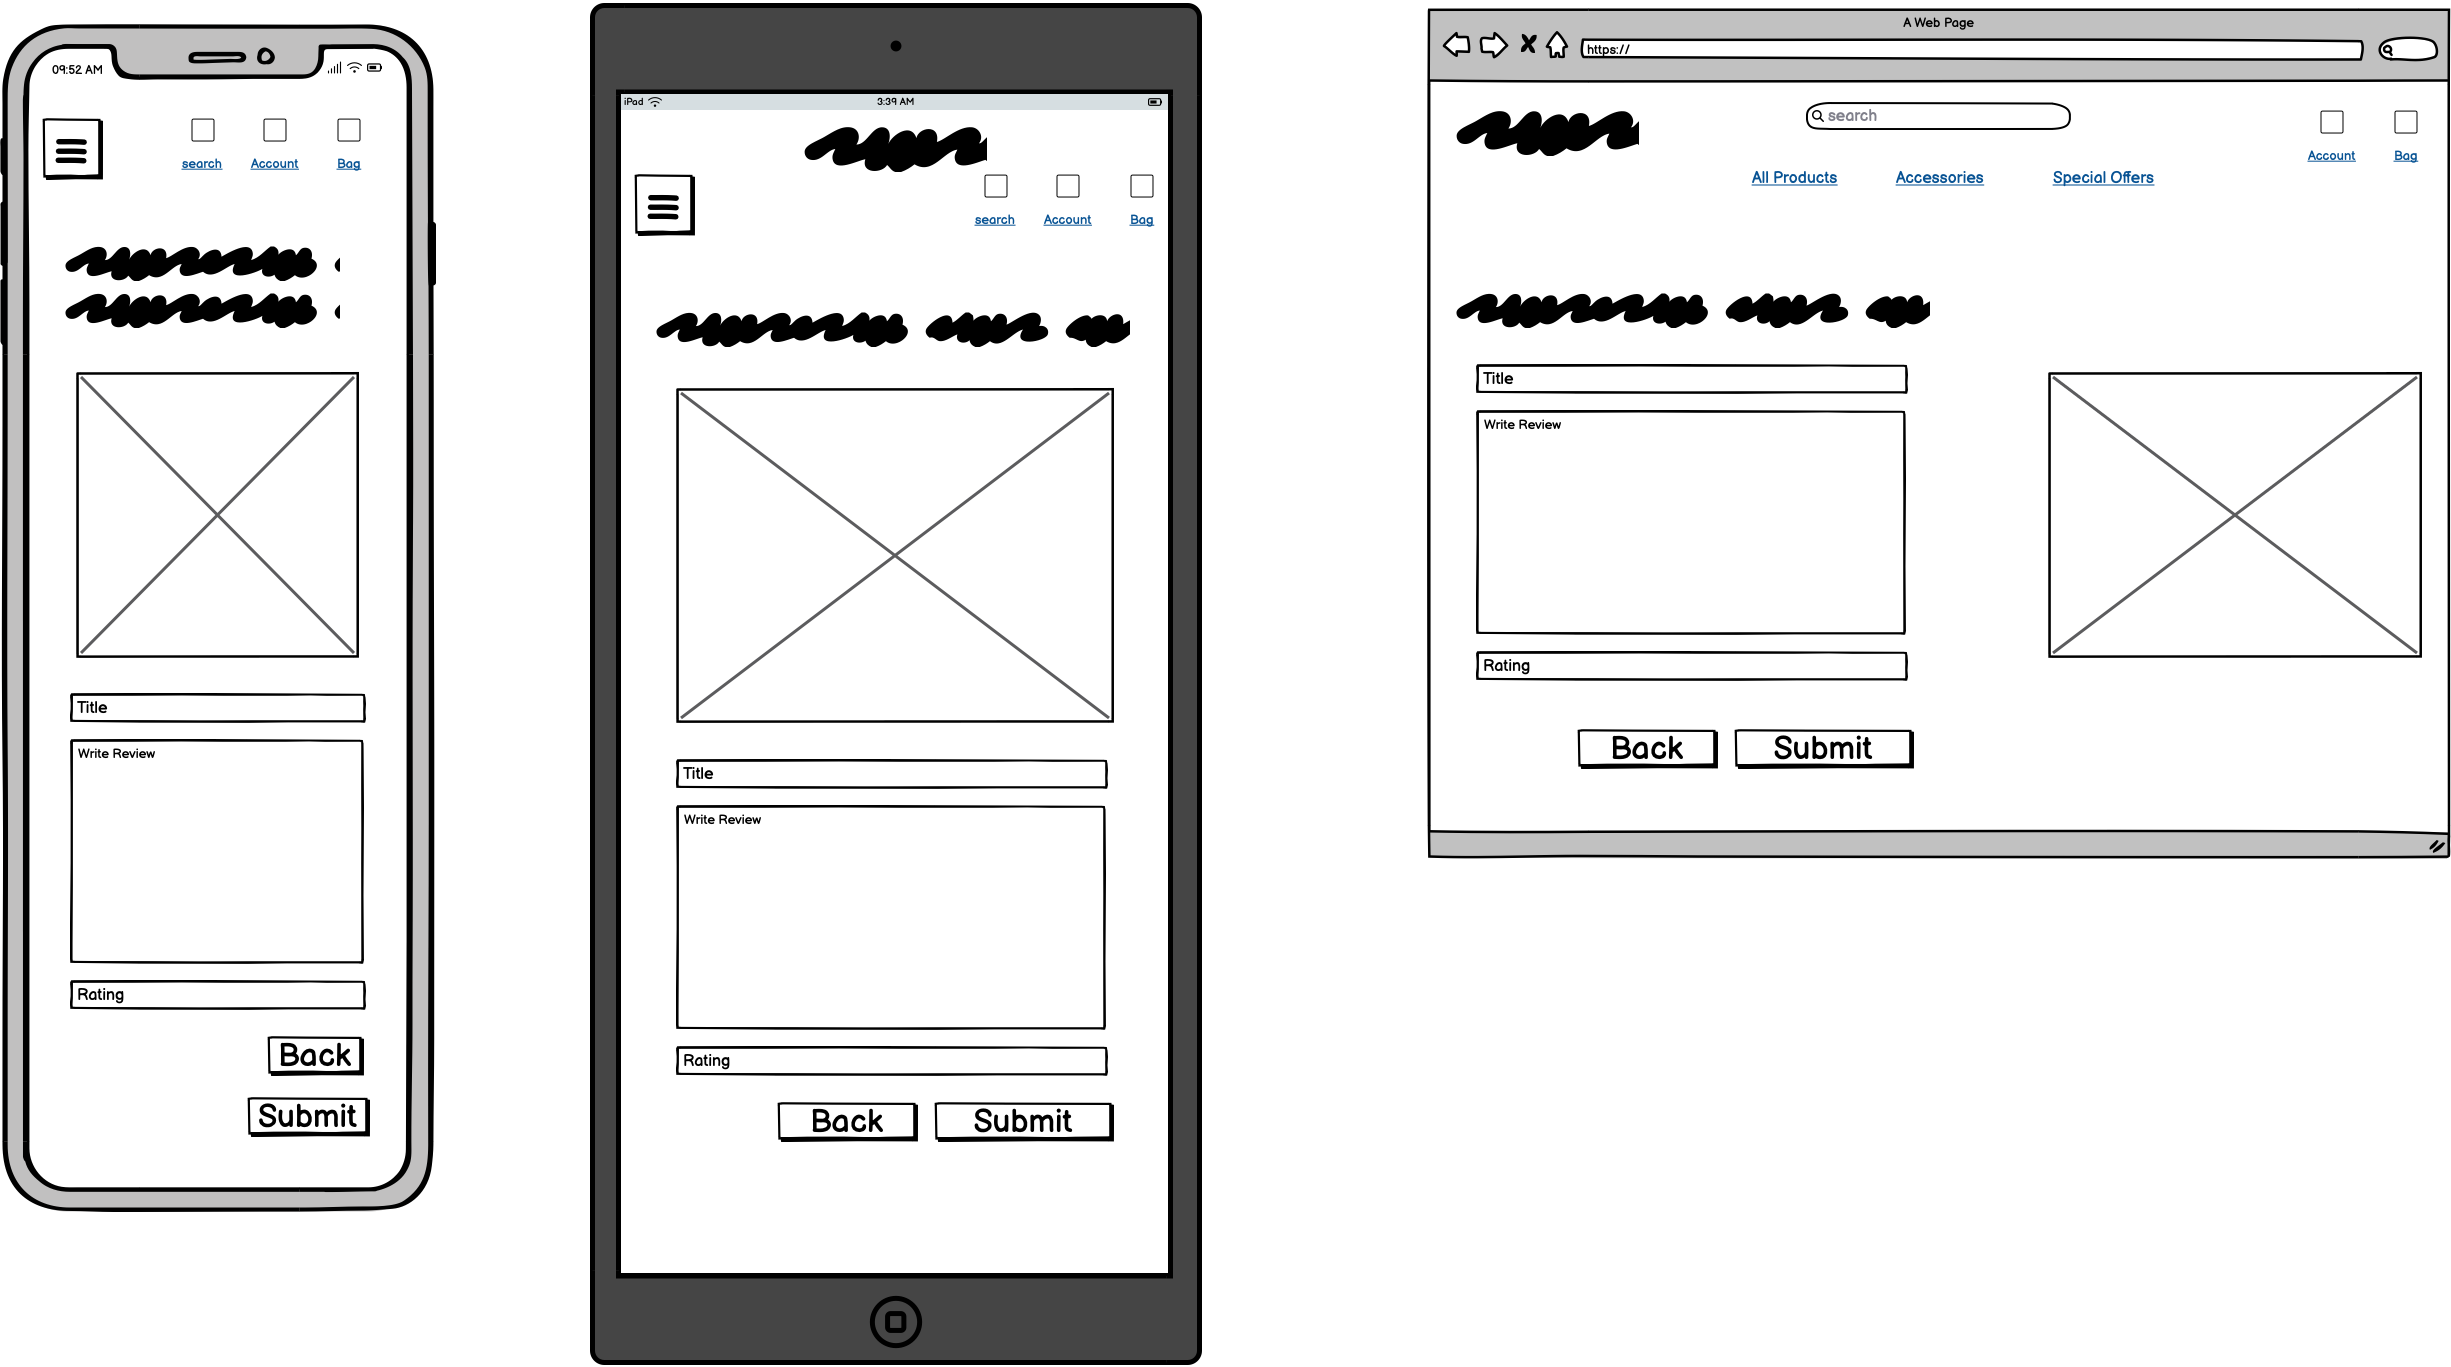 09:52 AM
search Account Bag
Title
Write Review
Rating
Back
Submit
iPad 3:39 AM
search Account Bag
Title
Write Review
Rating
Back Submit
A Web Page
https://
search
Account Bag
All Products Accessories Special Offers
Title
Write Review
Rating
Back Submit